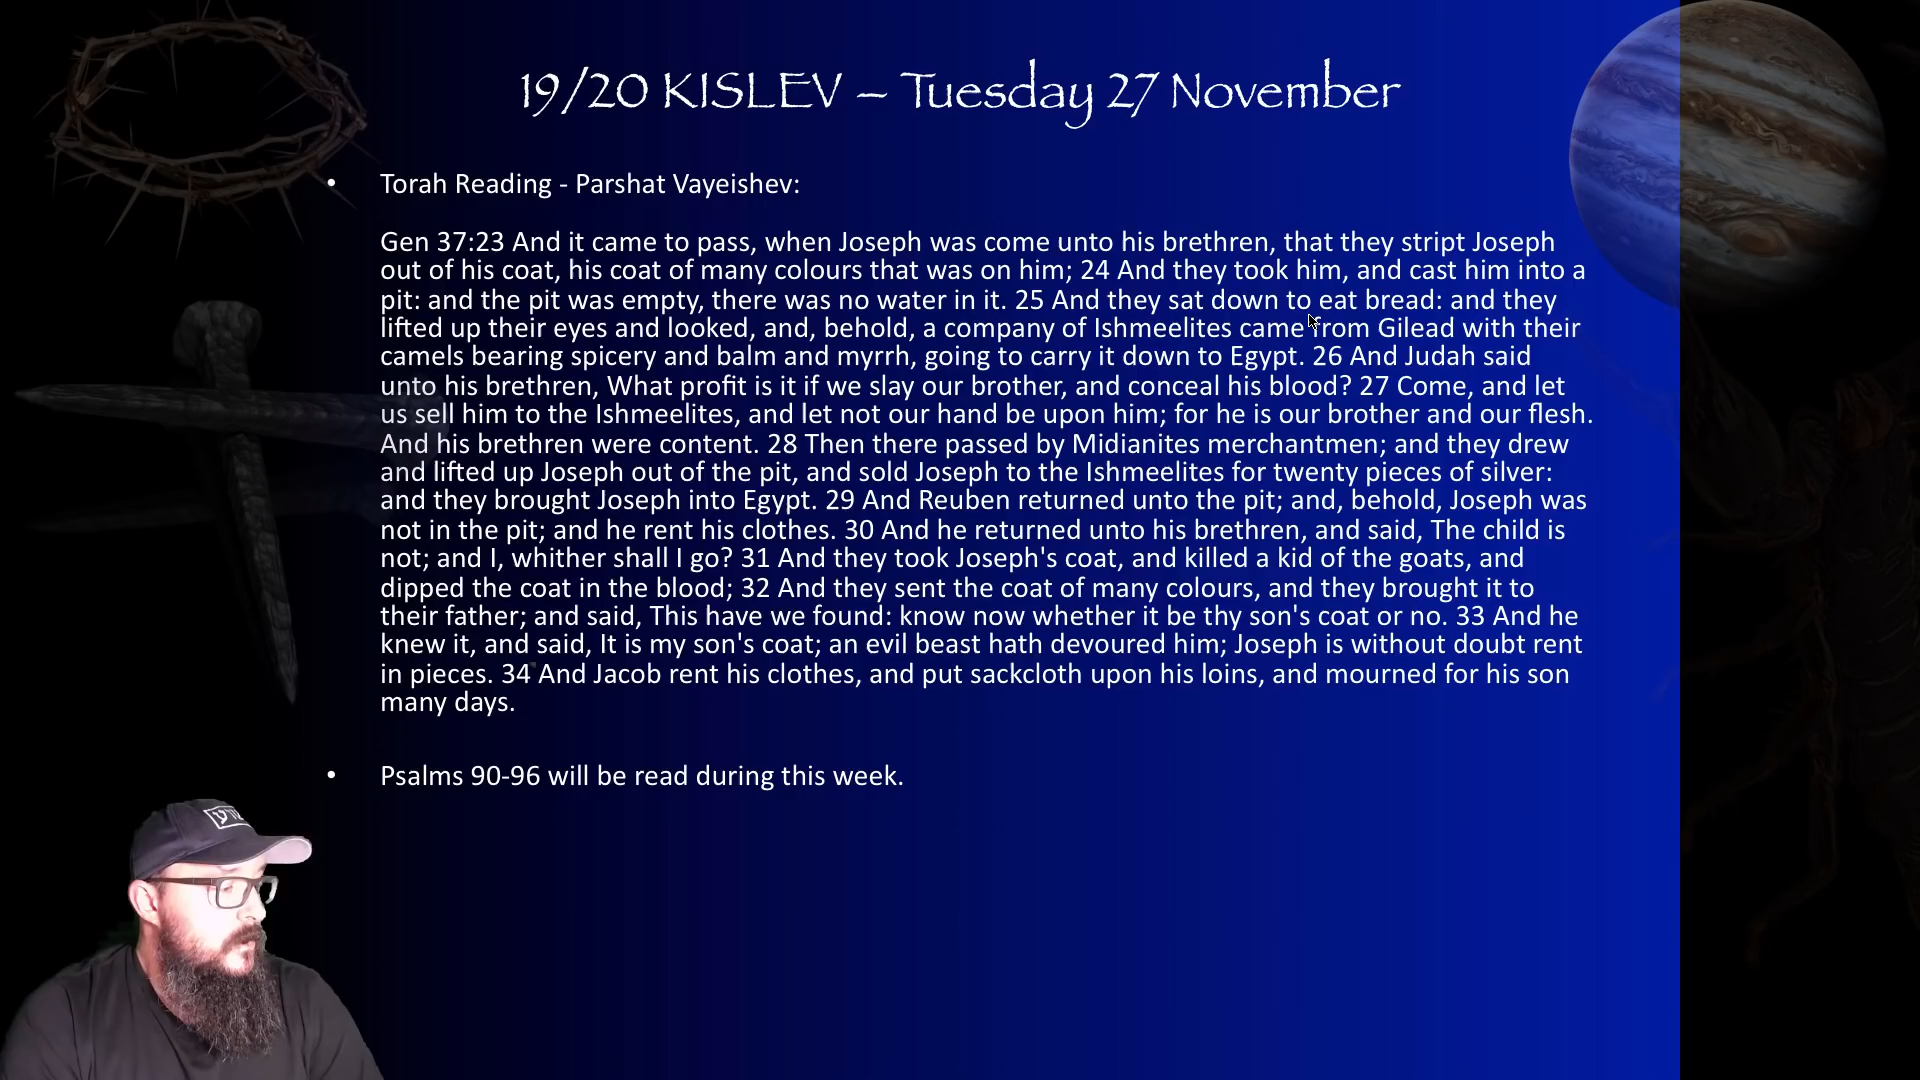 19/20 KISLEV – Tuesday 27 November
• Torah Reading - Parshat Vayeishev:
Gen 37:23 And it came to pass, when Joseph was come unto his brethren, that they stript Joseph
out of his coat, his coat of many colours that was on him; 24 And they took him, and cast him into a
pit: and the pit was empty, there was no water in it. 25 And they sat down to eat bread: and they
lifted up their eyes and looked, and, behold, a company of Ishmeelites came from Gilead with their
camels bearing spicery and balm and myrrh, going to carry it down to Egypt. 26 And Judah said
unto his brethren, What profit is it if we slay our brother, and conceal his blood? 27 Come, and let
us sell him to the Ishmeelites, and let not our hand be upon him; for he is our brother and our flesh.
And his brethren were content. 28 Then there passed by Midianites merchantmen; and they drew
and lifted up Joseph out of the pit, and sold Joseph to the Ishmeelites for twenty pieces of silver:
and they brought Joseph into Egypt. 29 And Reuben returned unto the pit; and, behold, Joseph was
not in the pit; and he rent his clothes. 30 And he returned unto his brethren, and said, The child is
not; and I, whither shall I go? 31 And they took Joseph's coat, and killed a kid of the goats, and
dipped the coat in the blood; 32 And they sent the coat of many colours, and they brought it to
their father; and said, This have we found: know now whether it be thy son's coat or no. 33 And he
knew it, and said, It is my son's coat; an evil beast hath devoured him; Joseph is without doubt rent
in pieces. 34 And Jacob rent his clothes, and put sackcloth upon his loins, and mourned for his son
many days.
• Psalms 90-96 will be read during this week.